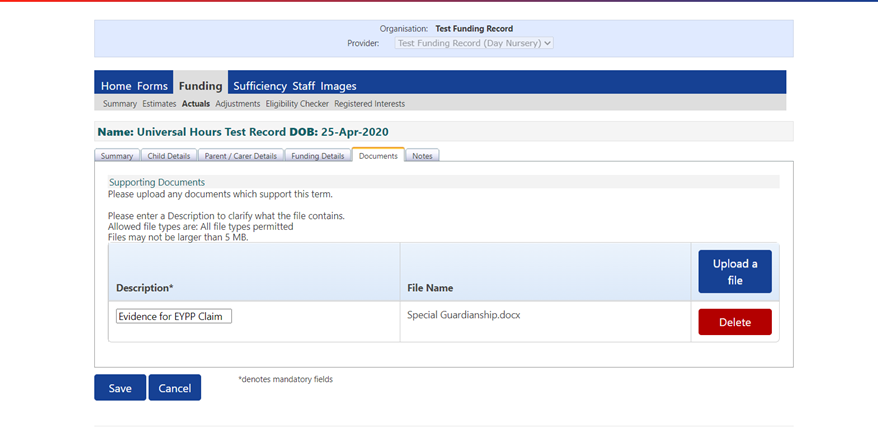 Organisation: Test Funding Record
Provider: Test Funding Record (Day Nursery)
Home Forms Funding Sufficiency Staff Images
Summary Estimates Actuals Adjustments Eligibility Checker Registered Interests
Name: Universal Hours Test Record DOB: 25-Apr-2020
Summary Child Details Parent / Carer Details Funding Details Documents Notes
Supporting Documents
Please upload any documents which support this term.
Please enter a Description to clarify what the file contains.
Allowed file types are: All file types permitted
Files may not be larger than 5 MB.
Description* File Name Upload a
file
Evidence for EYPP Claim Special Guardianship.docx Delete
Save Cancel *denotes mandatory fields